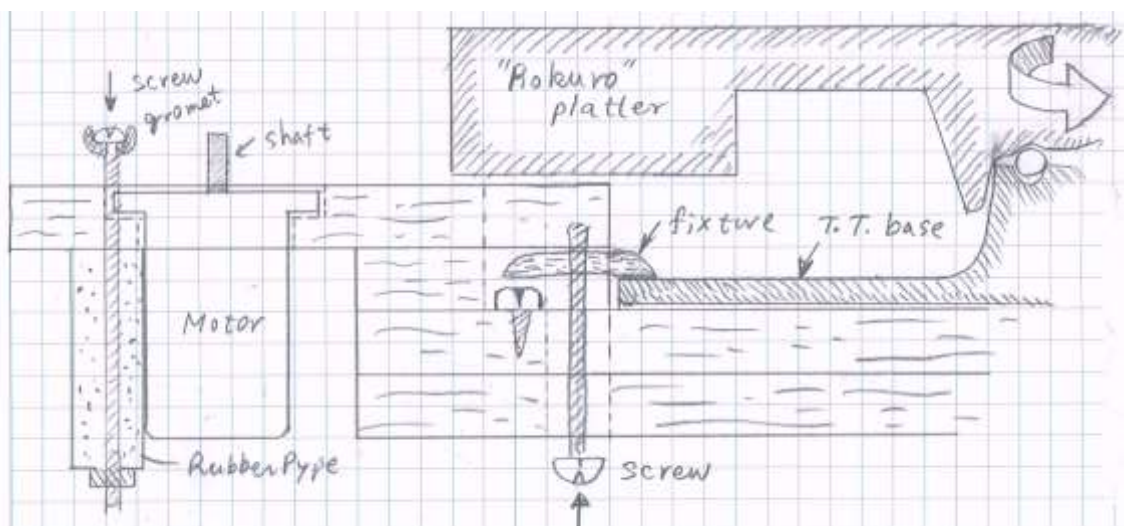 screw
gromet
shaft
"Rokuro"
platter
fixture
T.T. base
Motor
Rubber Pype
screw